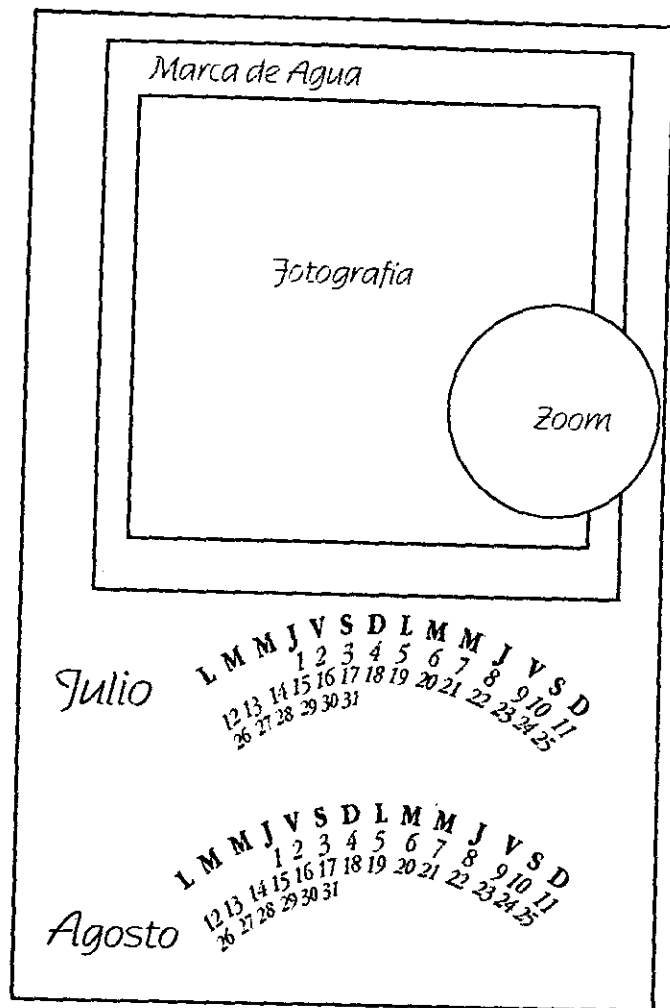 Marca de Agua
Fotografia
Zoom
L M M J V S D L M M J V S D
1 2 3 4 5 6 7 8 9 10 11
12 13 14 15 16 17 18 19 20 21 22 23 24 25
26 27 28 29 30 31
Julio
L M M J V S D L M M J V S D
1 2 3 4 5 6 7 8 9 10 11
12 13 14 15 16 17 18 19 20 21 22 23 24 25
26 27 28 29 30 31
Agosto